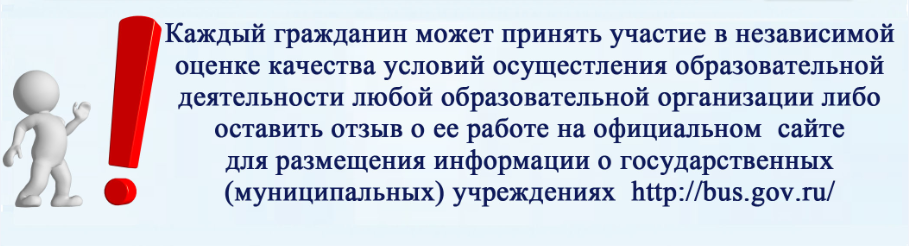 Каждый гражданин может принять участие в независимой
оценке качества условий осущестления образовательной
деятельности любой образовательной организации либо
оставить отзыв о ее работе на официальном сайте
для размещения информации о государственных
(муниципальных) учреждениях http://bus.gov.ru/